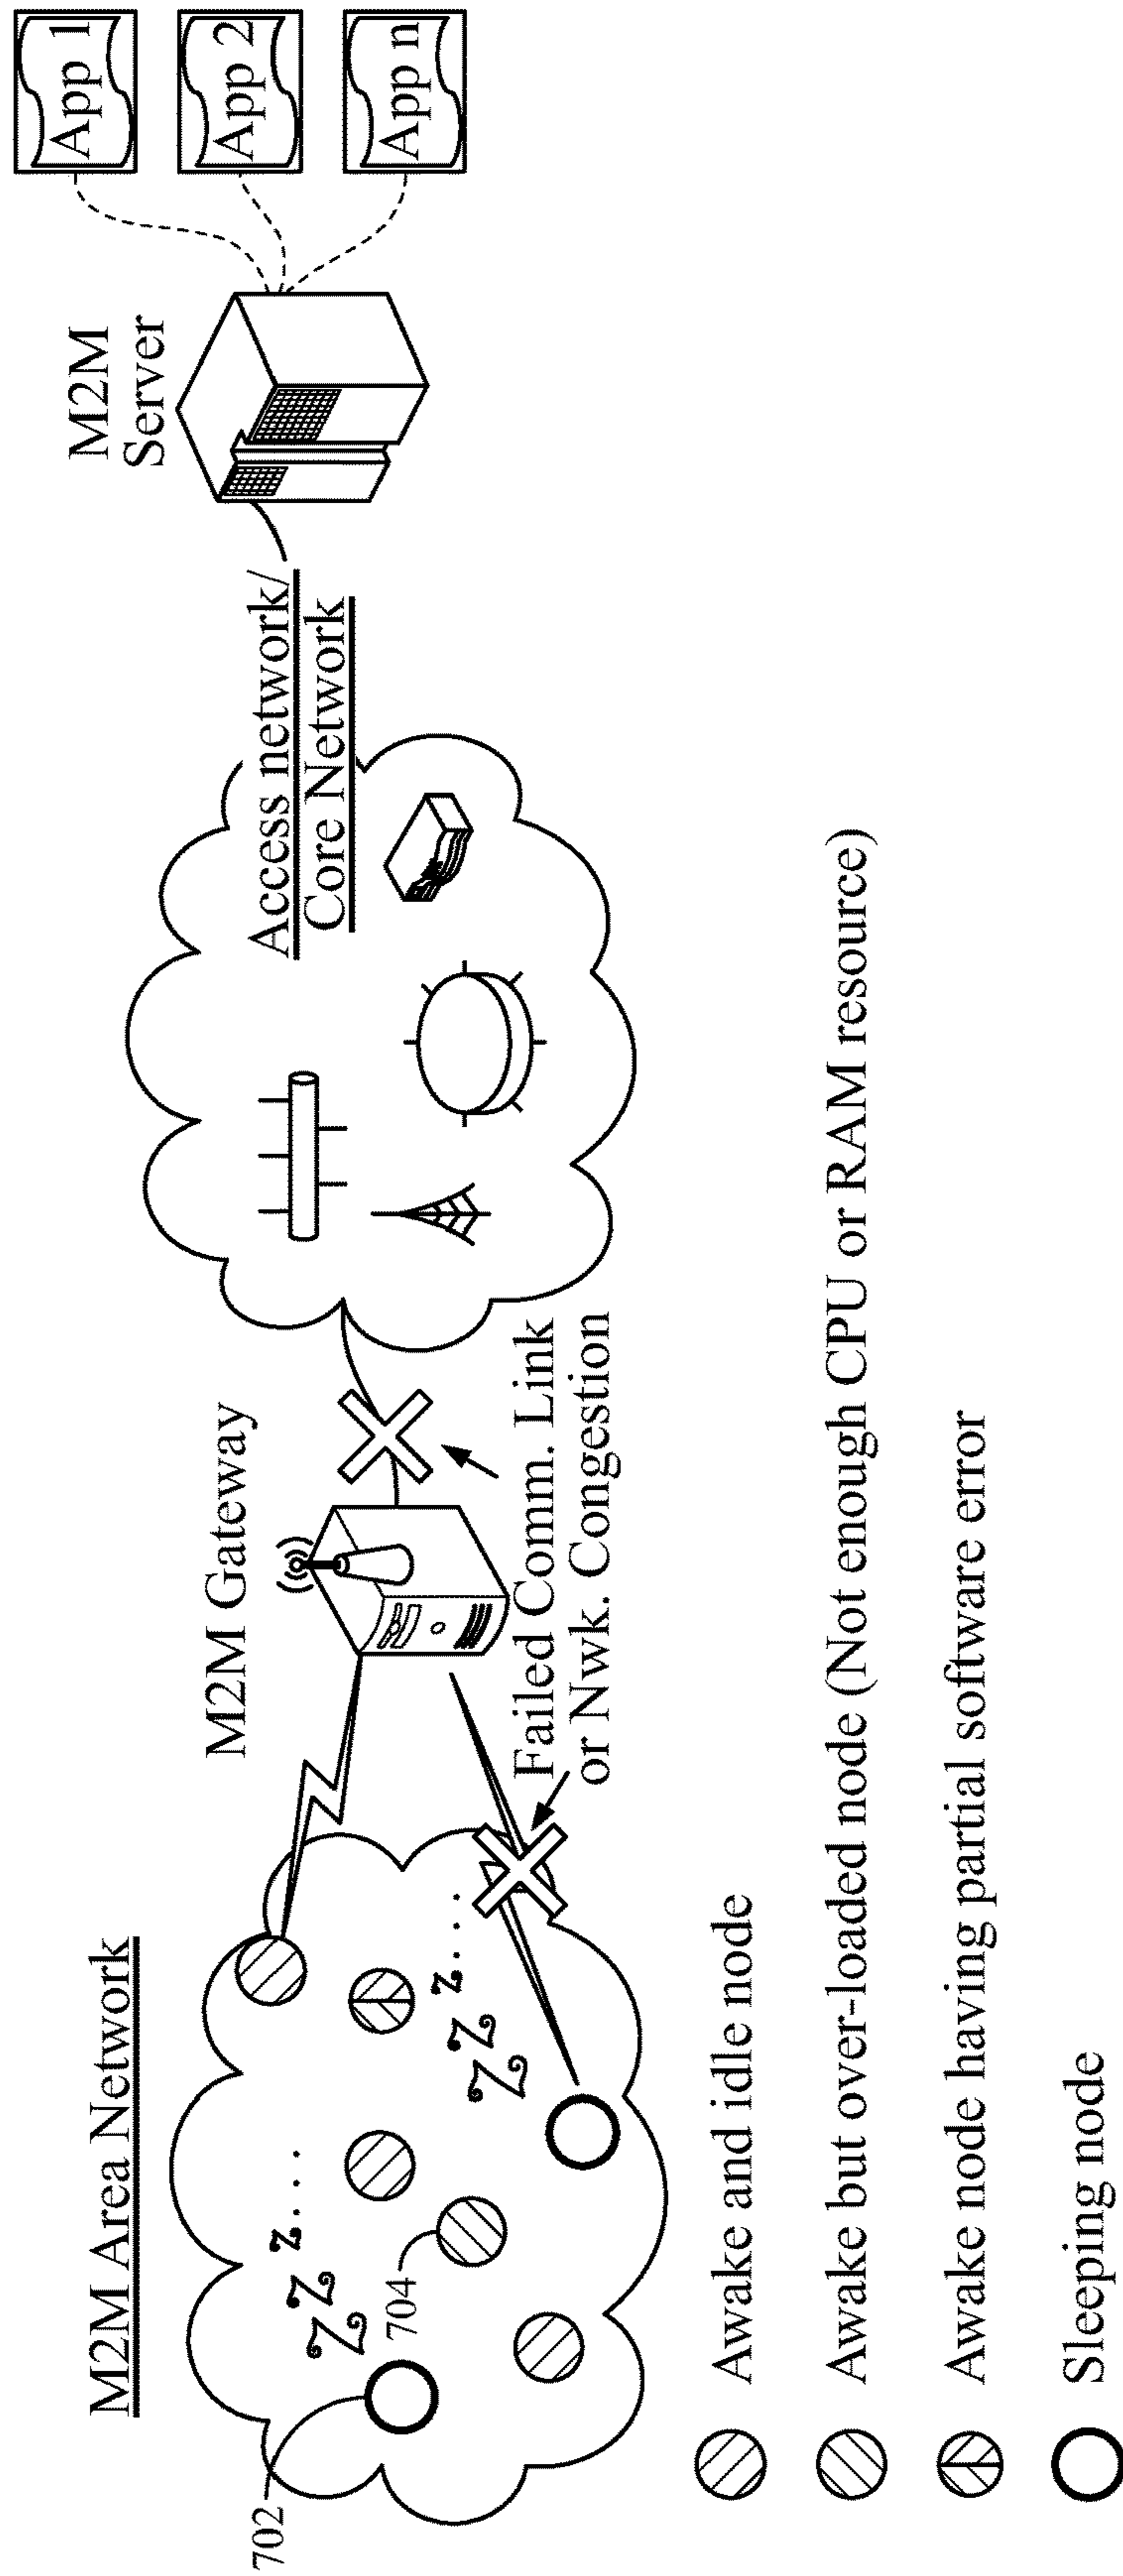 M2M Area Network
M2M Gateway
M2M
Server
App 1
App 2
App n
Access network/
Core Network
Failed Comm. Link
or Nwk. Congestion
702
704
z z z . . .
z z z . . .
Awake and idle node
Awake but over-loaded node (Not enough CPU or RAM resource)
Awake node having partial software error
Sleeping node